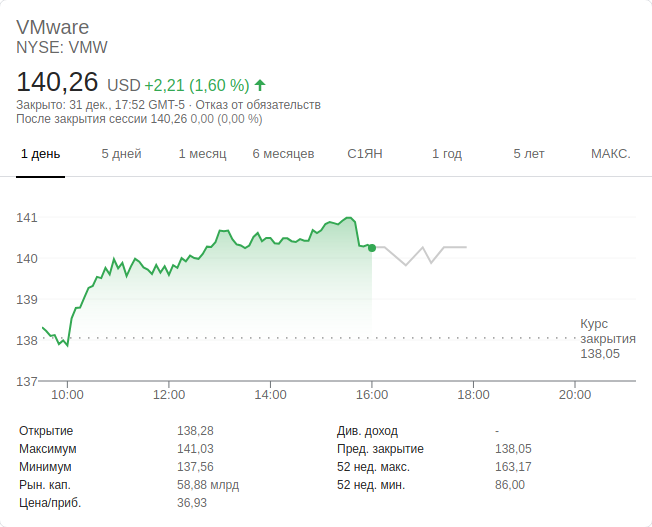 VMware
NYSE: VMW
140,26 USD +2,21 (1,60 %)
Закрыто: 31 дек., 17:52 GMT-5 · Отказ от обязательств
После закрытия сессии 140,26 0,00 (0,00 %)
1 день 5 дней 1 месяц 6 месяцев С1ЯН 1 год 5 лет МАКС.
141
140
139
138
137
Курс
закрытия
138,05
10:00 12:00 14:00 16:00 18:00 20:00
Открытие 138,28 Див. доход -
Максимум 141,03 Пред. закрытие 138,05
Минимум 137,56 52 нед. макс. 163,17
Рын. кап. 58,88 млрд 52 нед. мин. 86,00
Цена/приб. 36,93